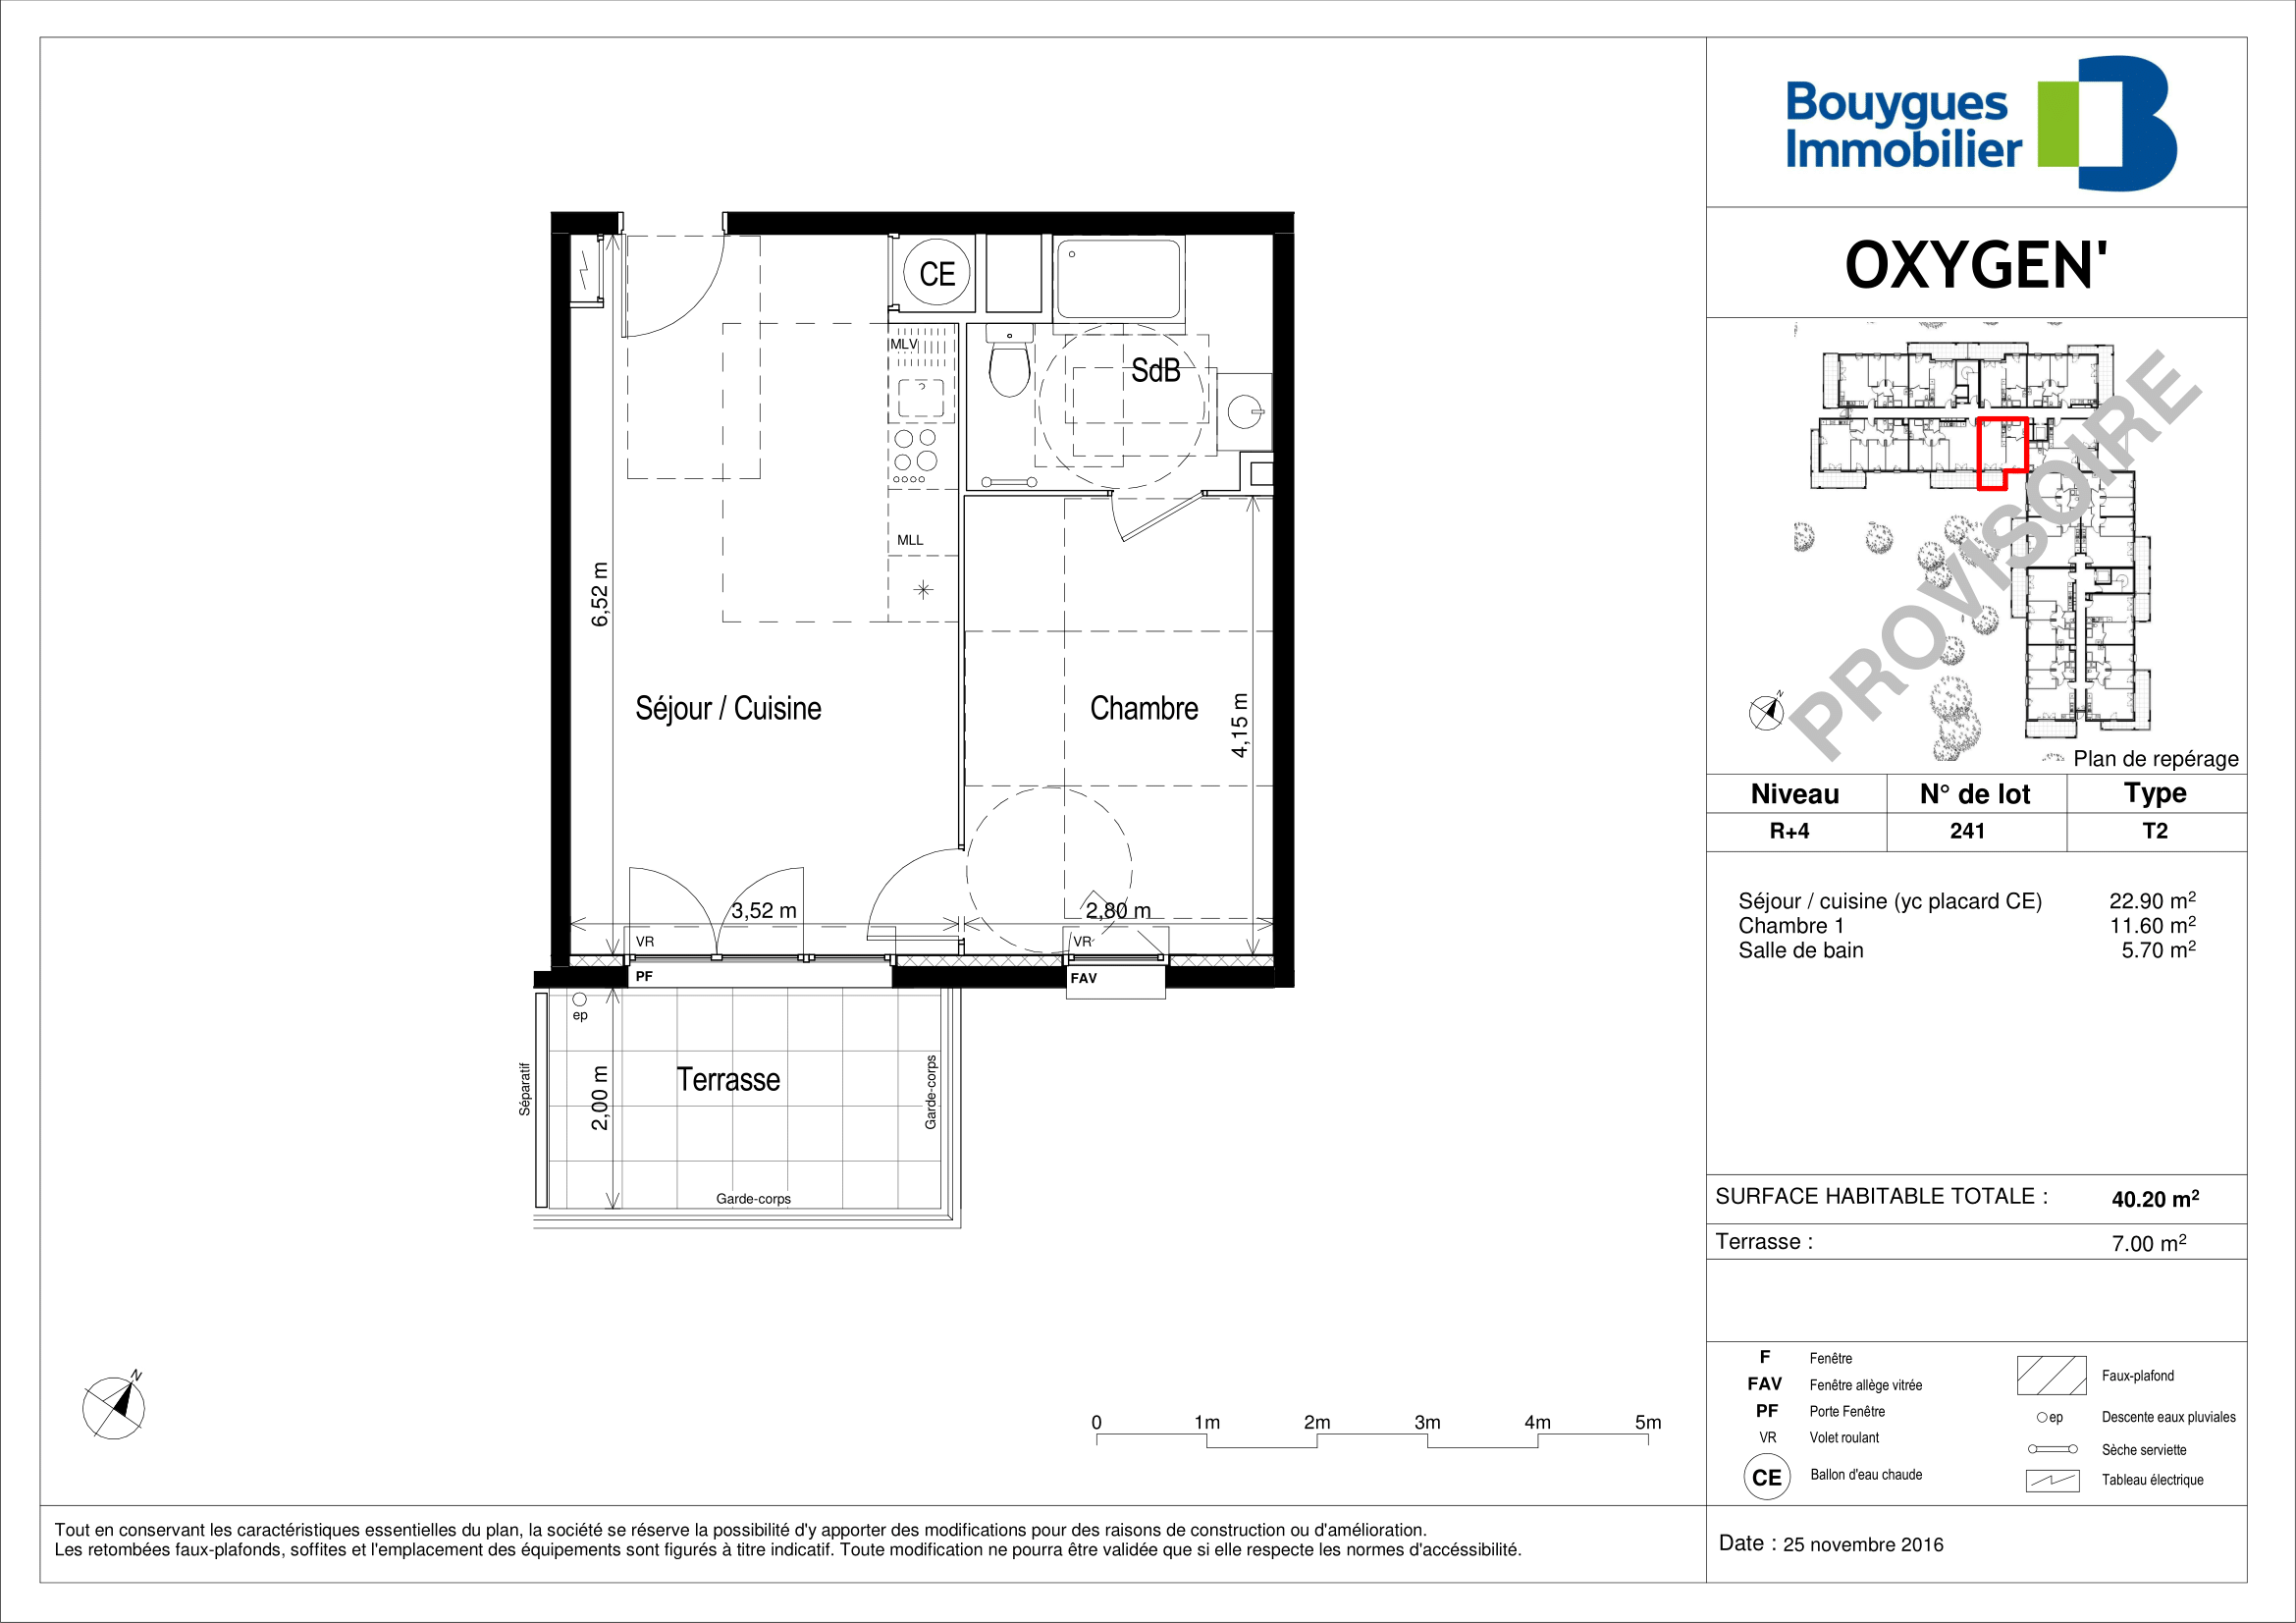 Bouygues
Immobilier
OXYGEN'
PROVISOIRE
N
Plan de repérage
Niveau N° de lot Type
R+4 241 T2
Séjour / cuisine (yc placard CE) 22.90 m²
Chambre 1 11.60 m²
Salle de bain 5.70 m²
SURFACE HABITABLE TOTALE : 40.20 m²
Terrasse : 7.00 m²
F Fenêtre
FAV Fenêtre allège vitrée
PF Porte Fenêtre
VR Volet roulant
CE Ballon d'eau chaude
Faux-plafond
ep Descente eaux pluviales
Sèche serviette
Tableau électrique
Date : 25 novembre 2016
CE
MLV
SdB
MLL
6,52 m
Séjour / Cuisine
Chambre
4,15 m
3,52 m
2,80 m
VR
VR
PF
FAV
ep
Séparatif
Terrasse
2,00 m
Garde-corps
Garde-corps
N
0 1m 2m 3m 4m 5m
Tout en conservant les caractéristiques essentielles du plan, la société se réserve la possibilité d'y apporter des modifications pour des raisons de construction ou d'amélioration.
Les retombées faux-plafonds, soffites et l'emplacement des équipements sont figurés à titre indicatif. Toute modification ne pourra être validée que si elle respecte les normes d'accéssibilité.